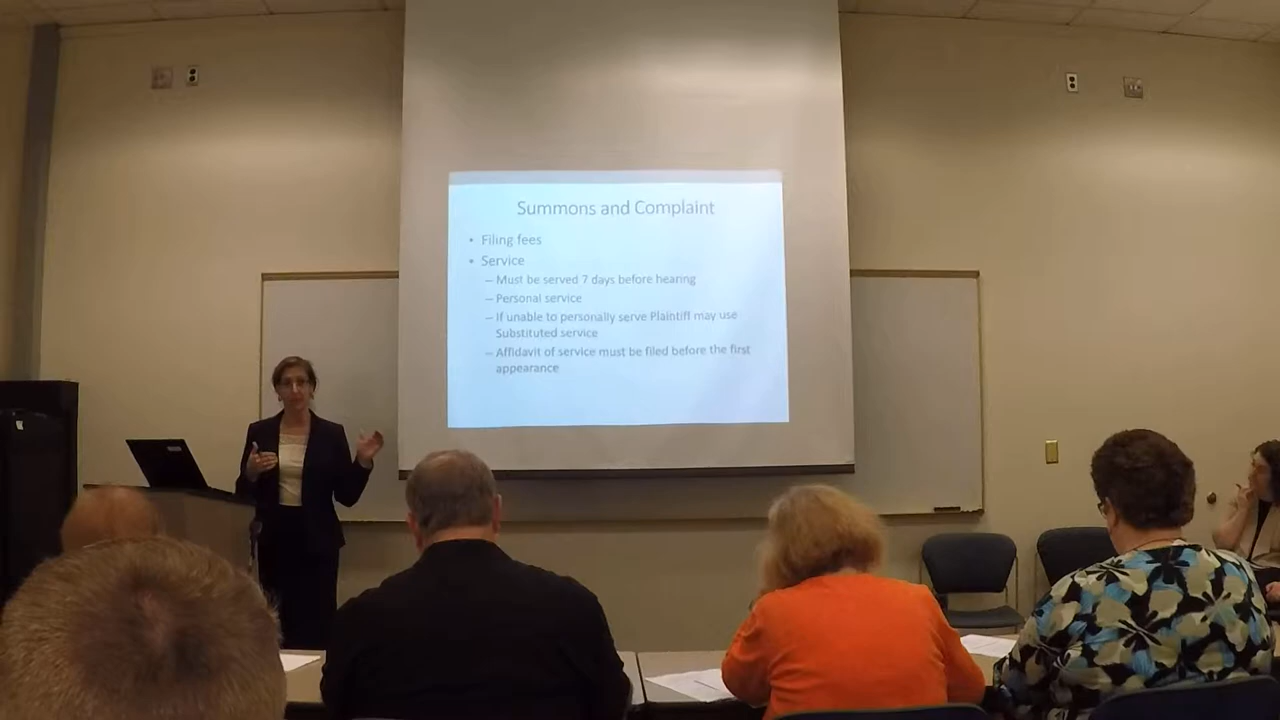 Summons and Complaint
• Filing fees
• Service
– Must be served 7 days before hearing
– Personal service
– If unable to personally serve Plaintiff may use
Substituted service
– Affidavit of service must be filed before the first
appearance